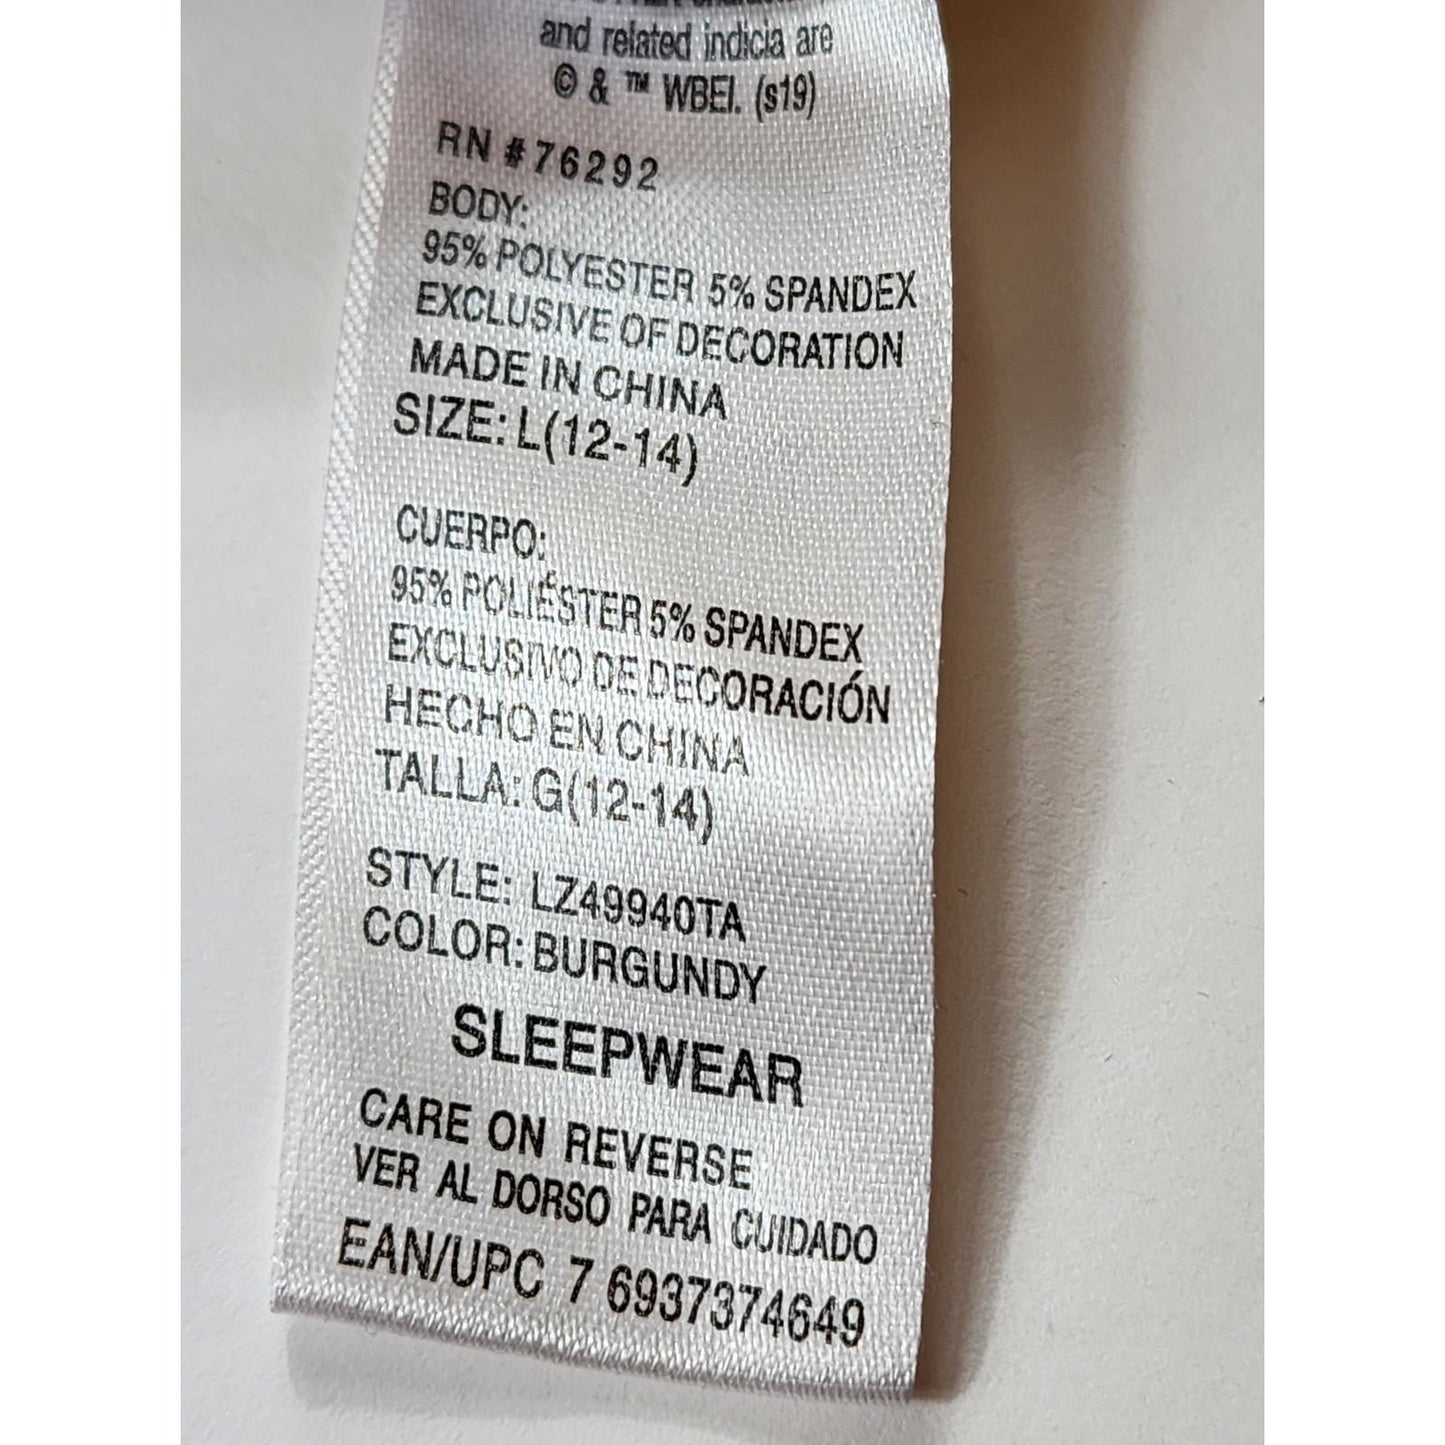 and related indicia are
© & ™ WBEI. (s19)
RN #76292
BODY:
95% POLYESTER 5% SPANDEX
EXCLUSIVE OF DECORATION
MADE IN CHINA
SIZE: L(12-14)
CUERPO:
95% POLIÉSTER 5% SPANDEX
EXCLUSIVO DE DECORACIÓN
HECHO EN CHINA
TALLA: G(12-14)
STYLE: LZ49940TA
COLOR: BURGUNDY
SLEEPWEAR
CARE ON REVERSE
VER AL DORSO PARA CUIDADO
EAN/UPC 7 6937374649